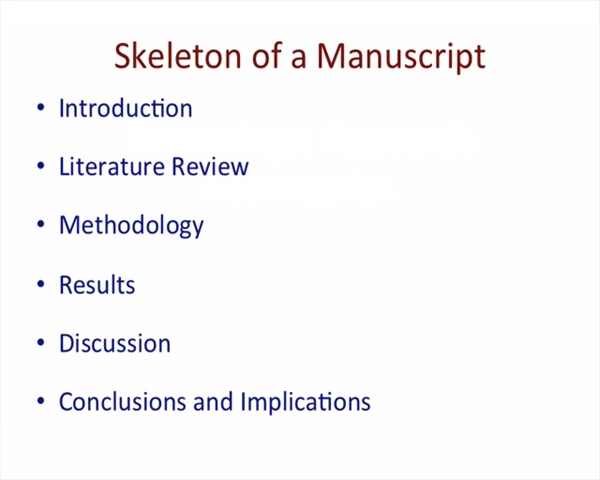 Skeleton of a Manuscript
• Introduction
• Literature Review
• Methodology
• Results
• Discussion
• Conclusions and Implications